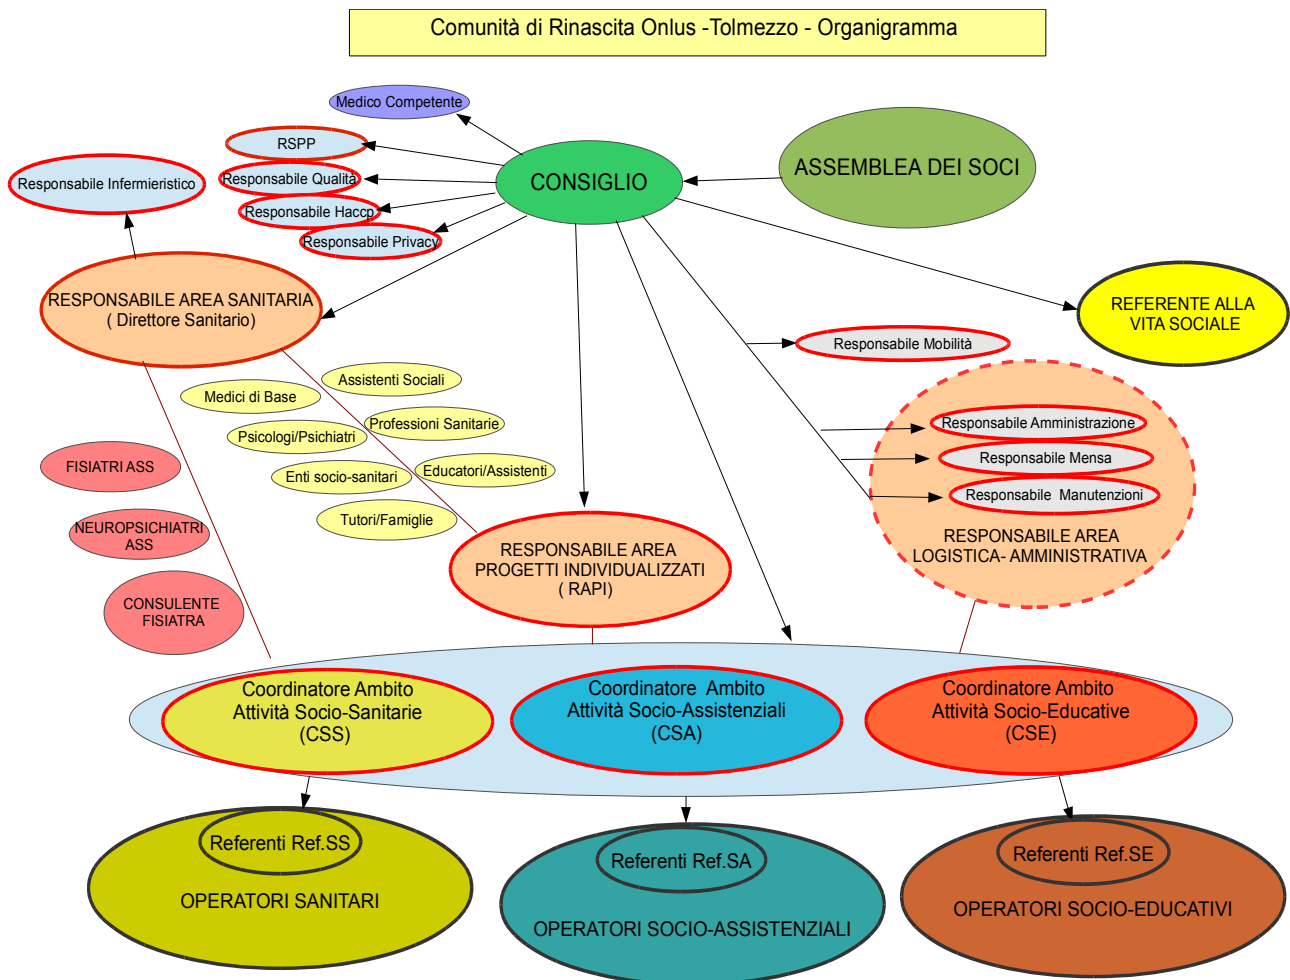 Comunità di Rinascita Onlus -Tolmezzo - Organigramma
Medico Competente
RSPP
Responsabile Qualità
Responsabile Haccp
Responsabile Privacy
Responsabile Infermieristico
CONSIGLIO
ASSEMBLEA DEI SOCI
RESPONSABILE AREA SANITARIA
( Direttore Sanitario)
REFERENTE ALLA
VITA SOCIALE
Responsabile Mobilità
Assistenti Sociali
Medici di Base
Professioni Sanitarie
Psicologi/Psichiatri
Educatori/Assistenti
Enti socio-sanitari
Tutori/Famiglie
FISIATRI ASS
NEUROPSICHIATRI
ASS
CONSULENTE
FISIATRA
Responsabile Amministrazione
Responsabile Mensa
Responsabile Manutenzioni
RESPONSABILE AREA
LOGISTICA- AMMINISTRATIVA
RESPONSABILE AREA
PROGETTI INDIVIDUALIZZATI
( RAPI)
Coordinatore Ambito
Attività Socio-Sanitarie
(CSS)
Coordinatore Ambito
Attività Socio-Assistenziali
(CSA)
Coordinatore Ambito
Attività Socio-Educative
(CSE)
Referenti Ref.SS
OPERATORI SANITARI
Referenti Ref.SA
OPERATORI SOCIO-ASSISTENZIALI
Referenti Ref.SE
OPERATORI SOCIO-EDUCATIVI